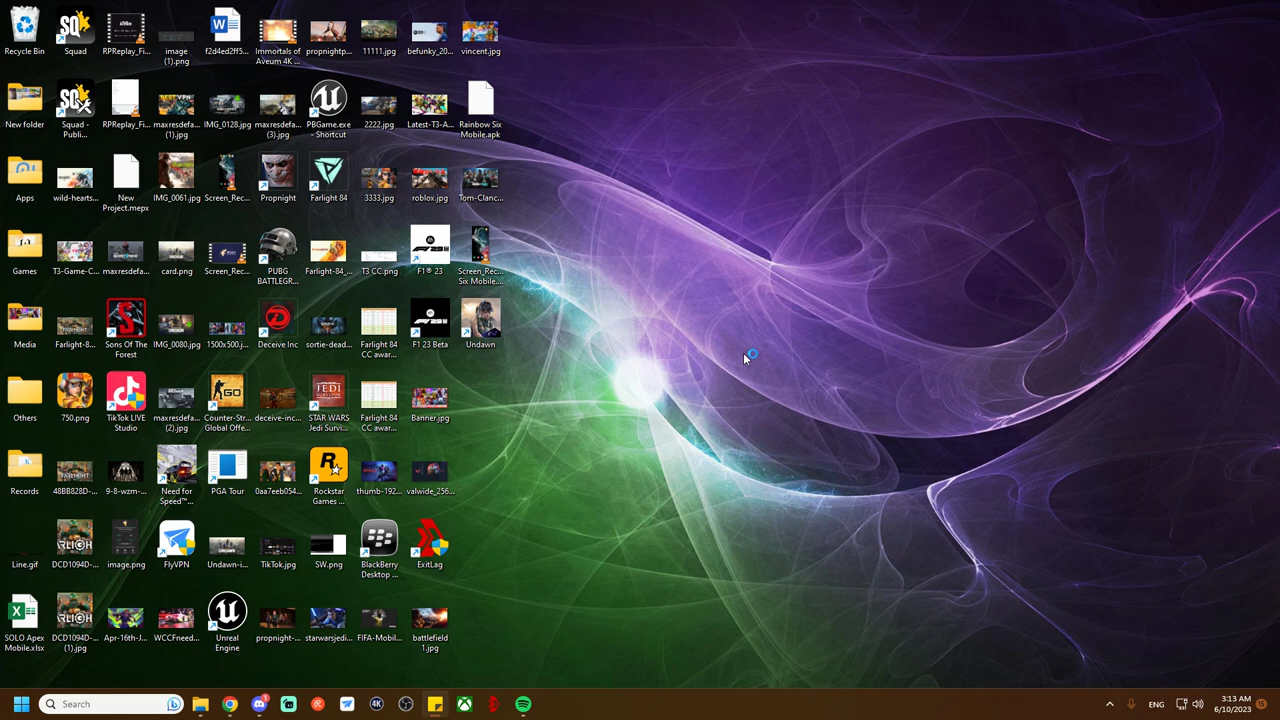 Recycle Bin
Squad
RPReplay_Fi...
image
(1).png
f2d4ed2ff5...
Immortals of
Aveum 4K ...
propnightp...
11111.jpg
befunky_20...
vincent.jpg
New folder
Squad -
Publi...
RPReplay_Fi...
maxresdefa...
(1).jpg
IMG_0128.jpg
maxresdefa...
(3).jpg
PBGame.exe
- Shortcut
2222.jpg
Latest-T3-A...
Rainbow Six
Mobile.apk
Apps
wild-hearts...
New
Project.mepx
IMG_0061.jpg
Screen_Rec...
Propnight
Farlight 84
3333.jpg
roblox.jpg
Tom-Clanc...
Games
T3-Game-C...
maxresdefa...
card.png
Screen_Rec...
PUBG
BATTLEGR...
Farlight-84_...
T3 CC.png
F1® 23
Screen_Rec...
Six Mobile....
Media
Farlight-8...
Sons Of The
Forest
IMG_0080.jpg
1500x500.j...
Deceive Inc
sortie-dead...
Farlight 84
CC awar...
F1 23 Beta
Undawn
Others
750.png
TikTok LIVE
Studio
maxresdefa...
(2).jpg
Counter-Str...
Global Offe...
deceive-inc...
STAR WARS
Jedi Survi...
Farlight 84
CC awar...
Banner.jpg
Records
48BB828D-...
9-8-wzm-...
Need for
Speed™...
PGA Tour
0aa7eeb054...
Rockstar
Games ...
thumb-192...
valwide_256...
Line.gif
DCD1094D-...
image.png
FlyVPN
Undawn-i...
TikTok.jpg
SW.png
BlackBerry
Desktop ...
ExitLag
SOLO Apex
Mobile.xlsx
DCD1094D-...
(1).jpg
Apr-16th-J...
WCCFneed...
Unreal
Engine
propnight-...
starwarsjedi...
FIFA-Mobil...
battlefield
1.jpg
Search
4K
ENG
3:13 AM
6/10/2023